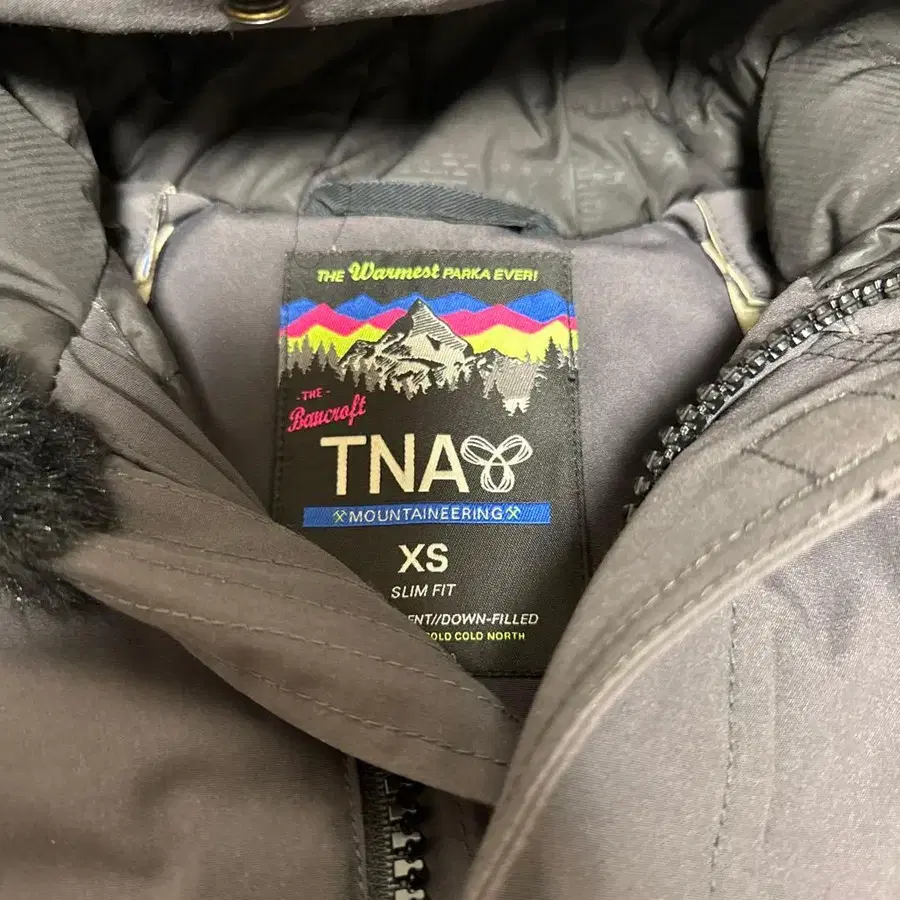 THE Warmest PARKA EVER!
-THE-
Bancroft
TNA
MOUNTAINEERING
XS
SLIM FIT
//DOWN-FILLED
COLD NORTH